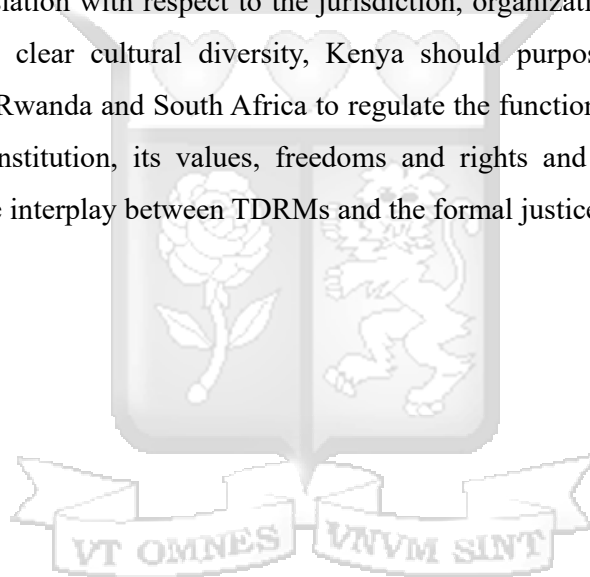 lation with respect to the jurisdiction, organizati
clear cultural diversity, Kenya should purpos
Rwanda and South Africa to regulate the function
nstitution, its values, freedoms and rights and
e interplay between TDRMs and the formal justice
VT OMNES VNVM SINT